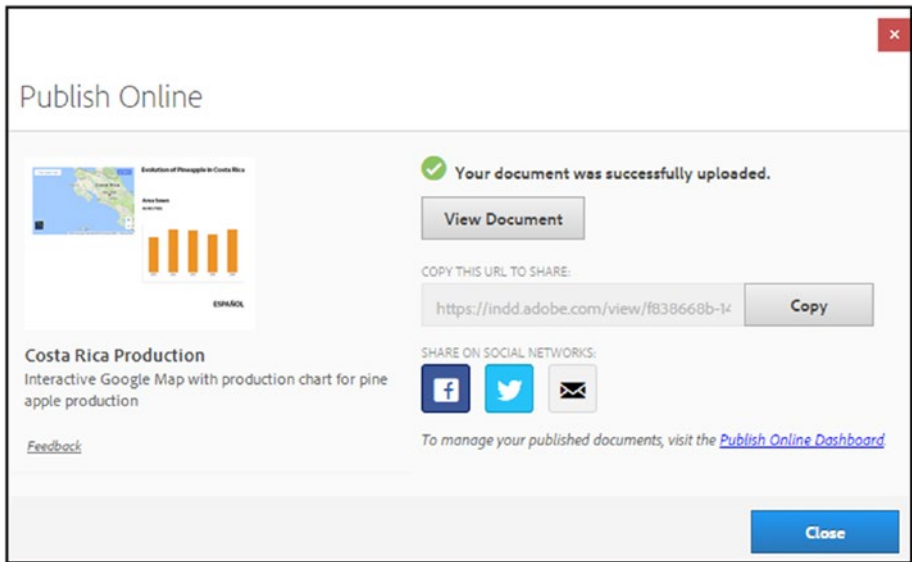 Publish Online
Evolution of Pineapple in Costa Rica
Area Sown
ESPAÑOL
Costa Rica Production
Interactive Google Map with production chart for pine
apple production
Feedback
Your document was successfully uploaded.
View Document
COPY THIS URL TO SHARE:
https://indd.adobe.com/view/f838668b-14
Copy
SHARE ON SOCIAL NETWORKS:
To manage your published documents, visit the Publish Online Dashboard.
Close